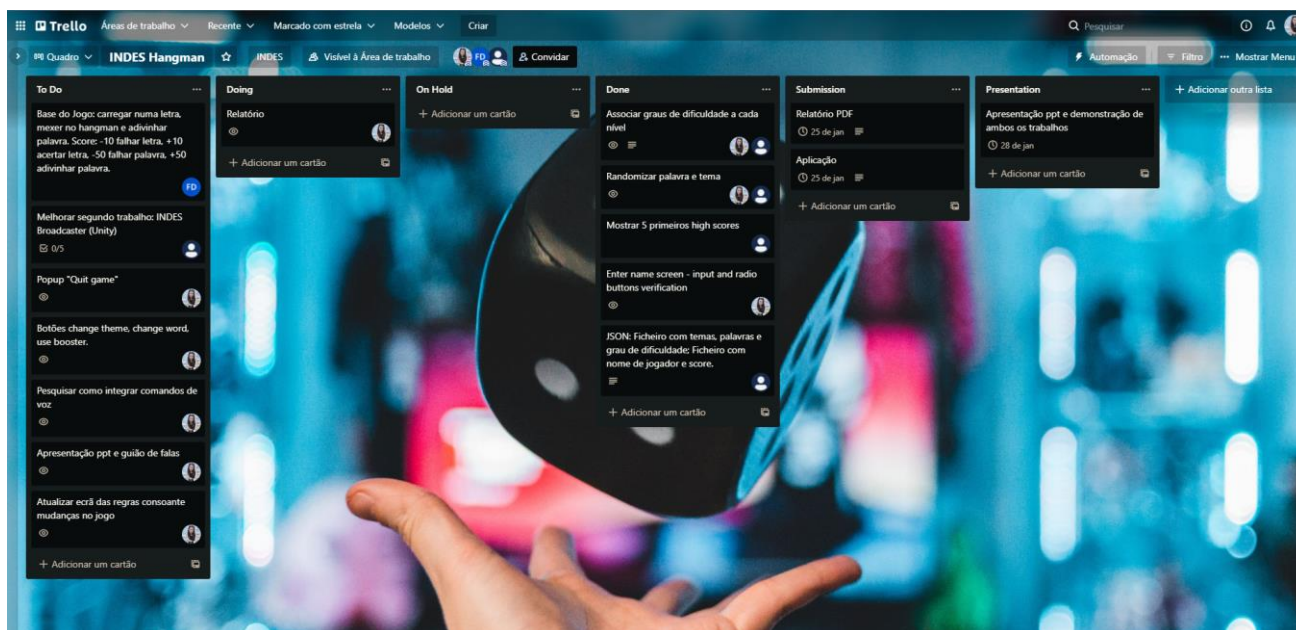 Trello Áreas de trabalho Recente Marcado com estrela Modelos Criar Pesquisar
Quadro INDES Hangman INDES Visível à Área de trabalho FD Convidar Automação Filtro ... Mostrar Menu
To Do ...
Base do Jogo: carregar numa letra,
mexer no hangman e adivinhar
palavra. Score: -10 falhar letra, +10
acertar letra, -50 falhar palavra, +50
adivinhar palavra.
FD
Melhorar segundo trabalho: INDES
Broadcaster (Unity)
0/5
Popup "Quit game"
Botões change theme, change word,
use booster.
Pesquisar como integrar comandos de
voz
Apresentação ppt e guião de falas
Atualizar ecrã das regras consoante
mudanças no jogo
+ Adicionar um cartão
Doing ...
Relatório
+ Adicionar um cartão
On Hold ...
+ Adicionar um cartão
Done ...
Associar graus de dificuldade a cada
nível
Randomizar palavra e tema
Mostrar 5 primeiros high scores
Enter name screen - input and radio
buttons verification
JSON: Ficheiro com temas, palavras e
grau de dificuldade; Ficheiro com
nome de jogador e score.
+ Adicionar um cartão
Submission ...
Relatório PDF
25 de jan
Aplicação
25 de jan
+ Adicionar um cartão
Presentation ...
Apresentação ppt e demonstração de
ambos os trabalhos
28 de jan
+ Adicionar um cartão
+ Adicionar outra lista